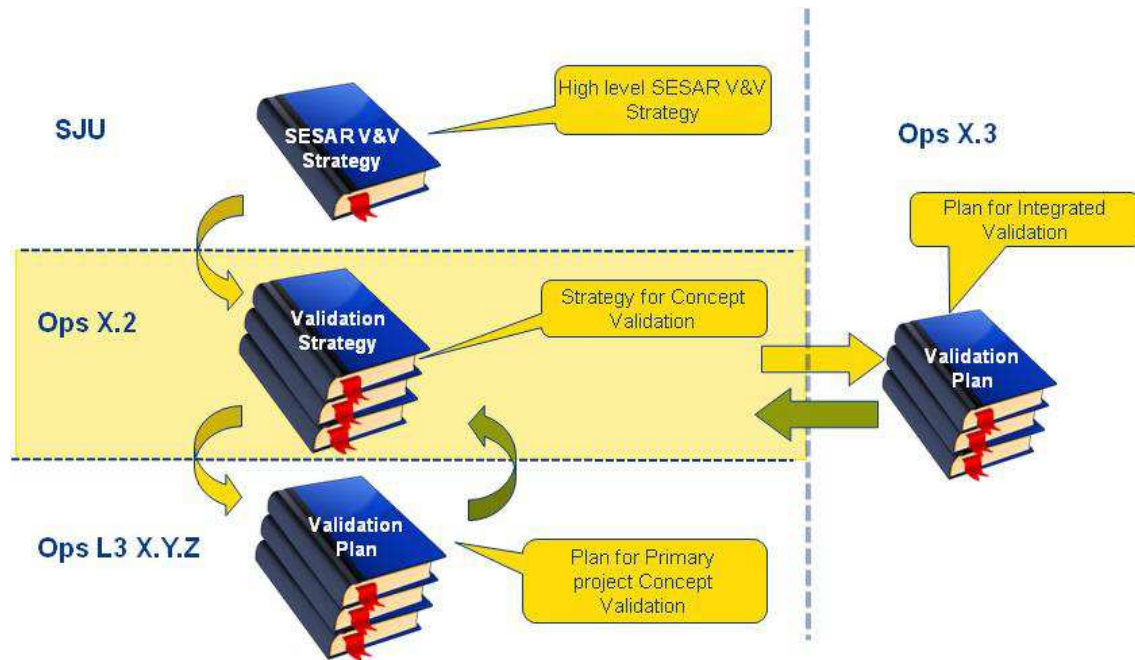 High level SESAR V&V
Strategy
SJU
SESAR V&V
Strategy
Ops X.3
Plan for Integrated
Validation
Ops X.2
Validation
Strategy
Strategy for Concept
Validation
Validation
Plan
Ops L3 X.Y.Z
Validation
Plan
Plan for Primary
project Concept
Validation